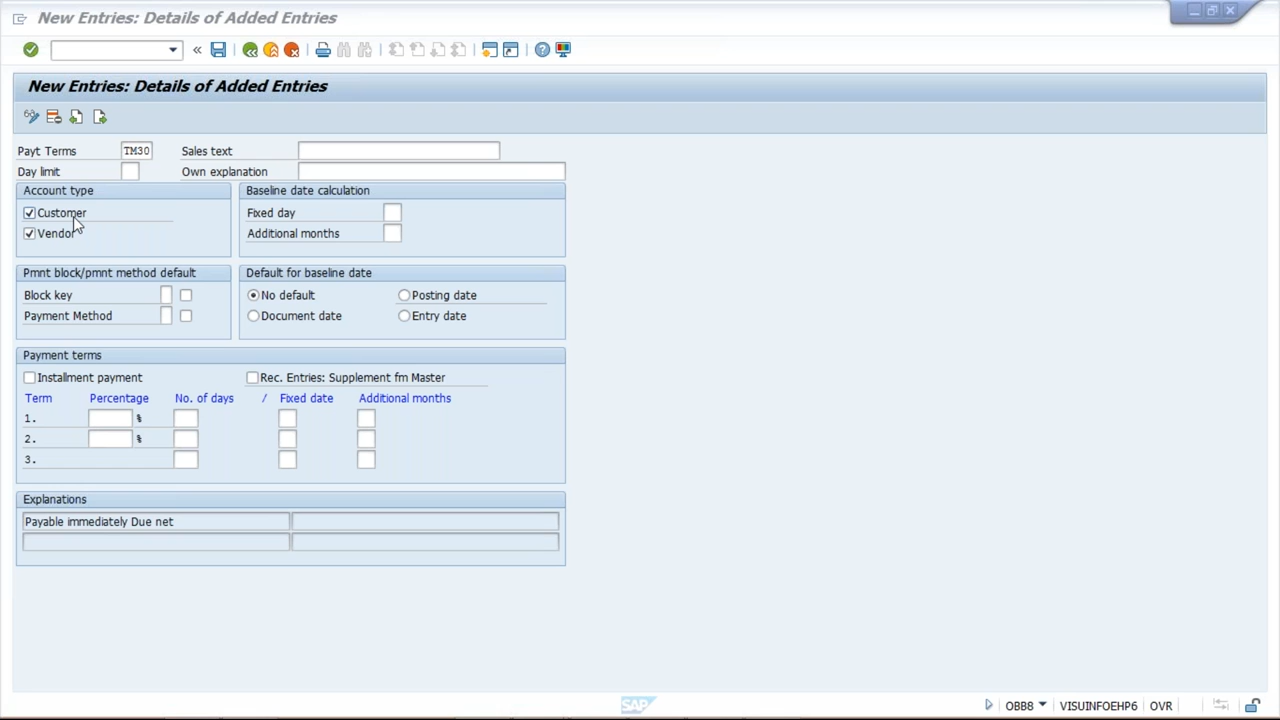 New Entries: Details of Added Entries
New Entries: Details of Added Entries
Payt Terms TM30 Sales text
Day limit Own explanation
Account type Baseline date calculation
Customer Fixed day
Vendor Additional months
Pmnt block/pmnt method default Default for baseline date
Block key No default Posting date
Payment Method Document date Entry date
Payment terms
Installment payment Rec. Entries: Supplement fm Master
Term Percentage No. of days / Fixed date Additional months
1. %
2. %
3.
Explanations
Payable immediately Due net
SAP OBB8 VISUINFOEHP6 OVR